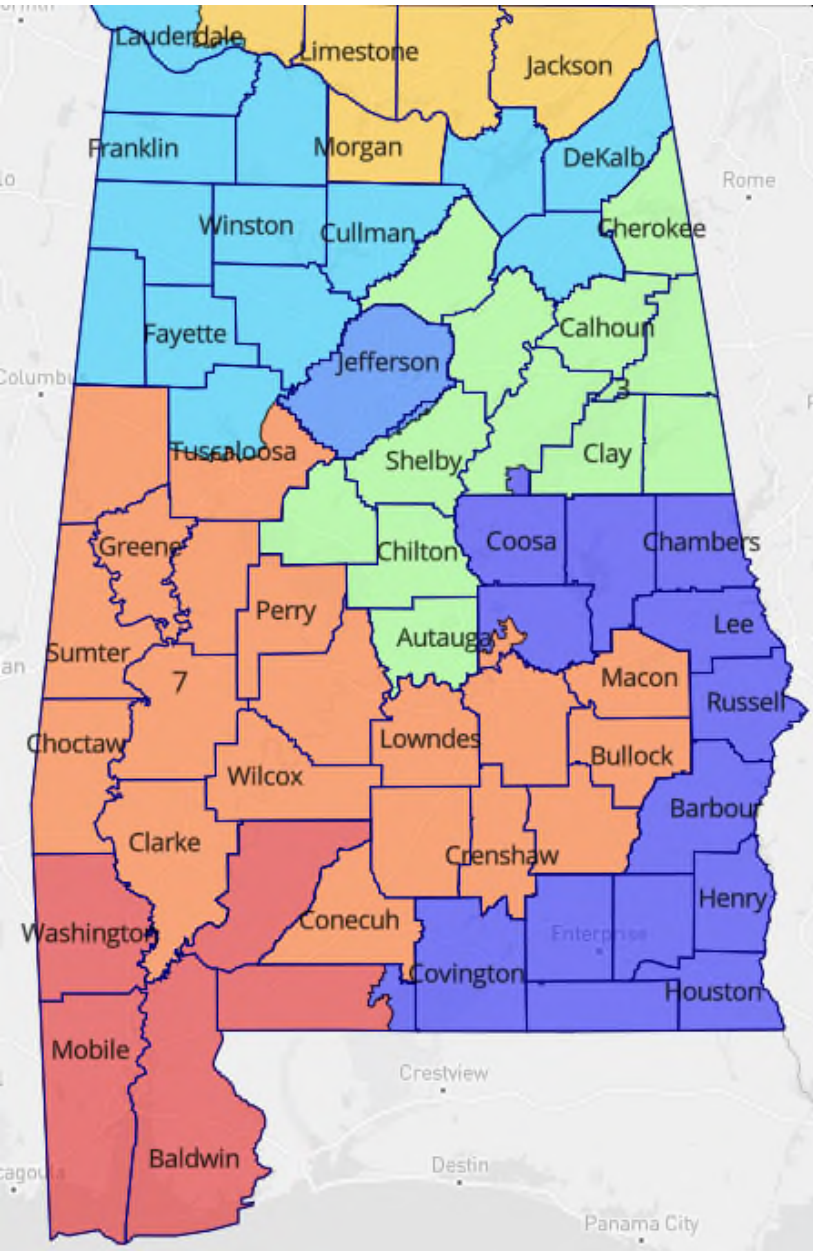 Lauderdale
Limestone
Jackson
Franklin
Morgan
DeKalb
Rome
Winston
Cullman
Cherokee
Fayette
Calhoun
Jefferson
3
Tuscaloosa
Shelby
Clay
Greene
Chilton
Coosa
Chambers
Perry
Autauga
Lee
Sumter
7
Macon
Russell
Choctaw
Lowndes
Bullock
Wilcox
Barbour
Clarke
Crenshaw
Henry
Washington
Conecuh
Enterprise
Covington
Houston
Mobile
Crestview
Baldwin
Destin
Panama City